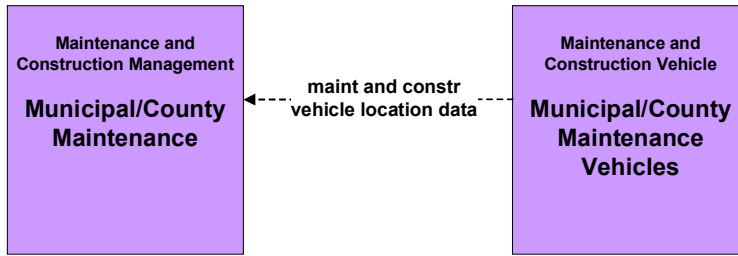 Maintenance and
Construction Management
Municipal/County
Maintenance
maint and constr
vehicle location data
Maintenance and
Construction Vehicle
Municipal/County
Maintenance
Vehicles